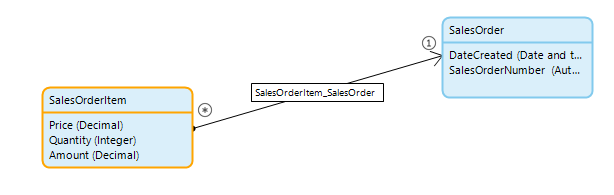 SalesOrder
DateCreated (Date and t...
SalesOrderNumber (Aut...
1
SalesOrderItem_SalesOrder
SalesOrderItem
*
Price (Decimal)
Quantity (Integer)
Amount (Decimal)